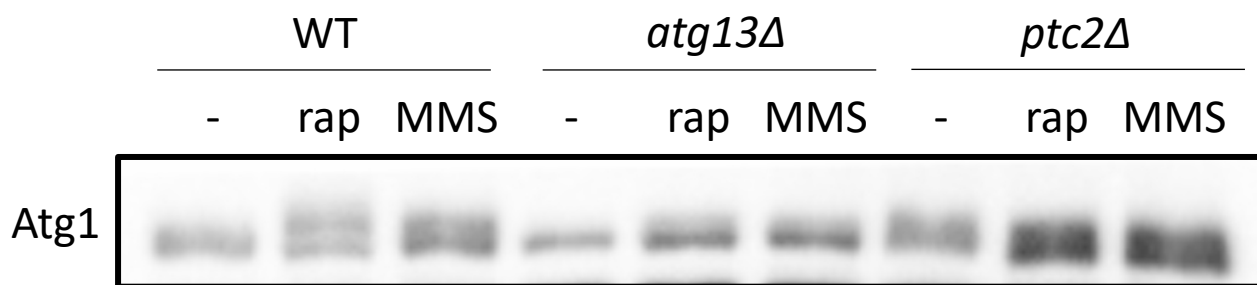 WT atg13Δ ptc2Δ
- rap MMS - rap MMS - rap MMS
Atg1